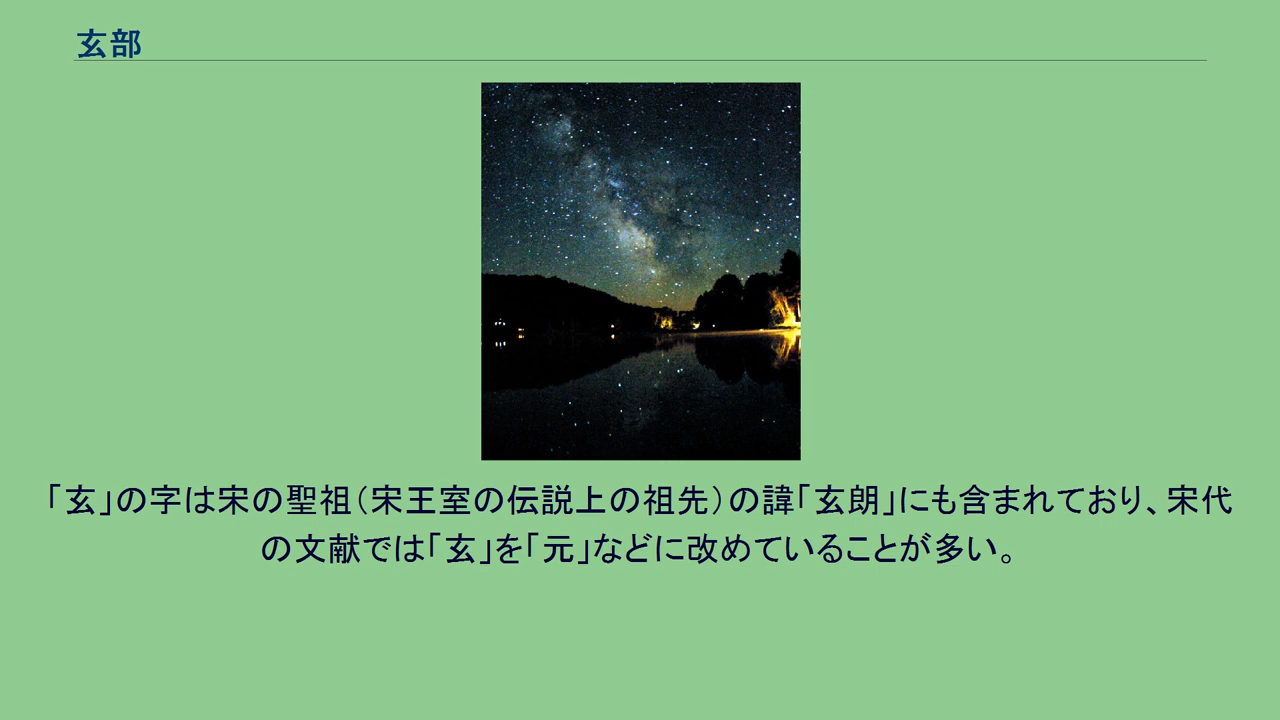 玄部
「玄」の字は宋の聖祖（宋王室の伝説上の祖先）の諱「玄朗」にも含まれており、宋代
の文献では「玄」を「元」などに改めていることが多い。